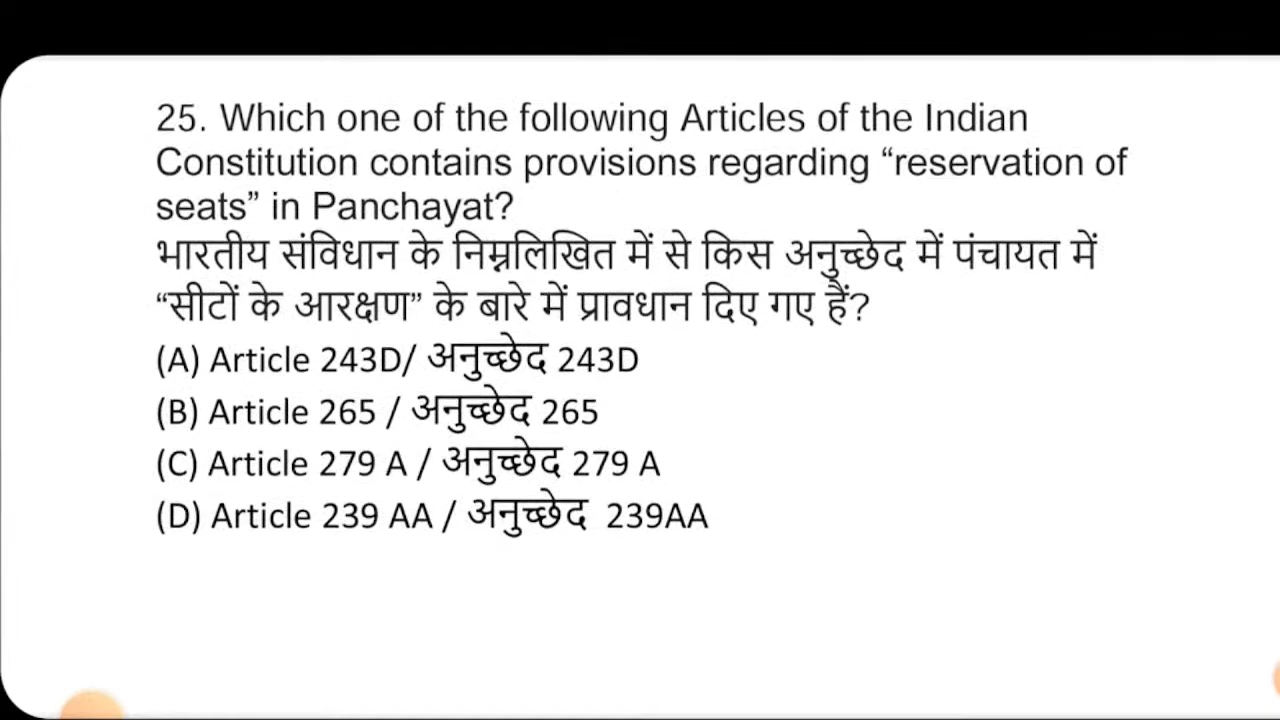 25. Which one of the following Articles of the Indian
Constitution contains provisions regarding “reservation of
seats” in Panchayat?
भारतीय संविधान के निम्नलिखित में से किस अनुच्छेद में पंचायत में
“सीटों के आरक्षण” के बारे में प्रावधान दिए गए हैं?
(A) Article 243D/ अनुच्छेद 243D
(B) Article 265 / अनुच्छेद 265
(C) Article 279 A / अनुच्छेद 279 A
(D) Article 239 AA / अनुच्छेद 239AA